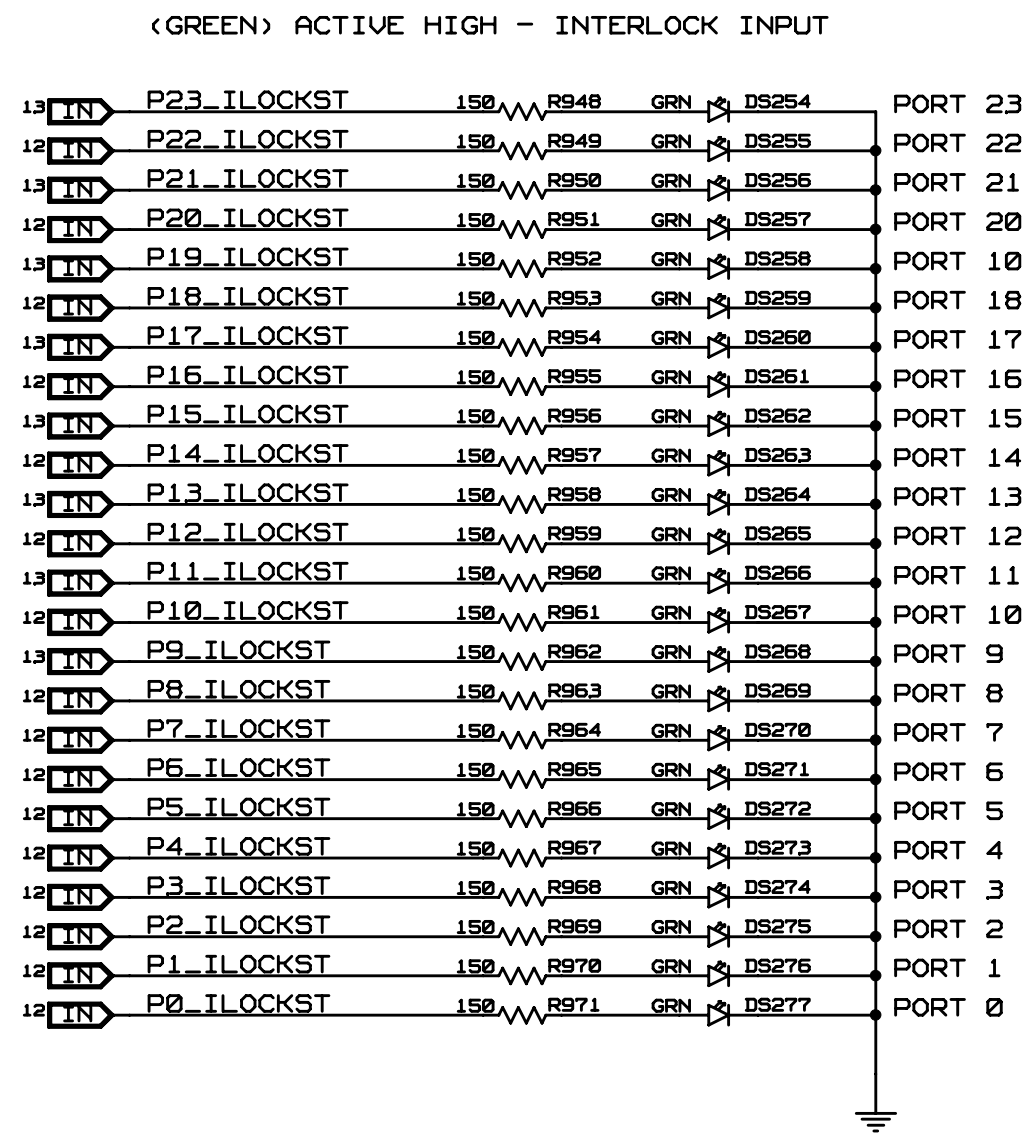 (GREEN) ACTIVE HIGH - INTERLOCK INPUT
13 IN P23_ILOCKST 150 R948 GRN DS254 PORT 23
12 IN P22_ILOCKST 150 R949 GRN DS255 PORT 22
13 IN P21_ILOCKST 150 R950 GRN DS256 PORT 21
12 IN P20_ILOCKST 150 R951 GRN DS257 PORT 20
13 IN P19_ILOCKST 150 R952 GRN DS258 PORT 10
12 IN P18_ILOCKST 150 R953 GRN DS259 PORT 18
13 IN P17_ILOCKST 150 R954 GRN DS260 PORT 17
12 IN P16_ILOCKST 150 R955 GRN DS261 PORT 16
13 IN P15_ILOCKST 150 R956 GRN DS262 PORT 15
12 IN P14_ILOCKST 150 R957 GRN DS263 PORT 14
13 IN P13_ILOCKST 150 R958 GRN DS264 PORT 13
12 IN P12_ILOCKST 150 R959 GRN DS265 PORT 12
13 IN P11_ILOCKST 150 R960 GRN DS266 PORT 11
12 IN P10_ILOCKST 150 R961 GRN DS267 PORT 10
13 IN P9_ILOCKST 150 R962 GRN DS268 PORT 9
12 IN P8_ILOCKST 150 R963 GRN DS269 PORT 8
12 IN P7_ILOCKST 150 R964 GRN DS270 PORT 7
12 IN P6_ILOCKST 150 R965 GRN DS271 PORT 6
12 IN P5_ILOCKST 150 R966 GRN DS272 PORT 5
12 IN P4_ILOCKST 150 R967 GRN DS273 PORT 4
12 IN P3_ILOCKST 150 R968 GRN DS274 PORT 3
12 IN P2_ILOCKST 150 R969 GRN DS275 PORT 2
12 IN P1_ILOCKST 150 R970 GRN DS276 PORT 1
12 IN P0_ILOCKST 150 R971 GRN DS277 PORT 0